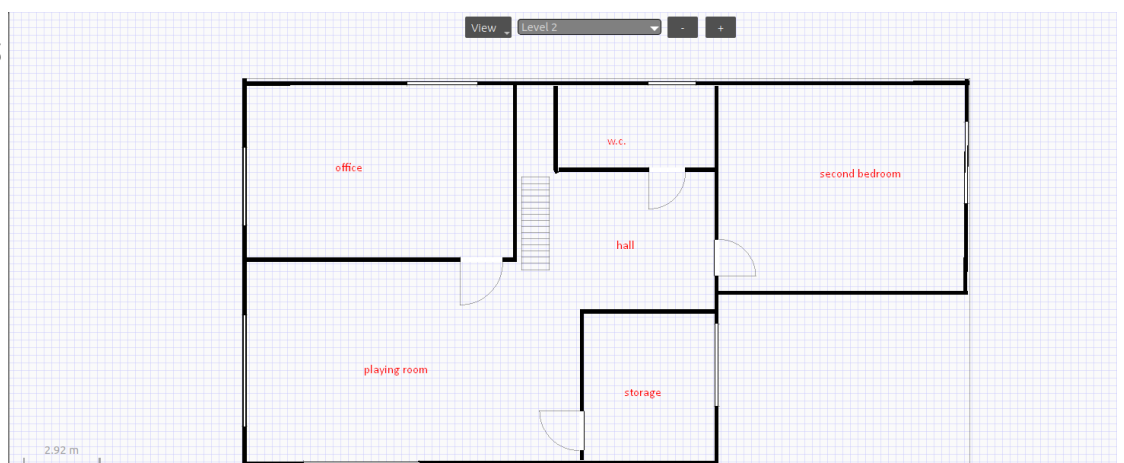 View
Level 2
-
+
w.c.
office
second bedroom
hall
playing room
storage
2.92 m